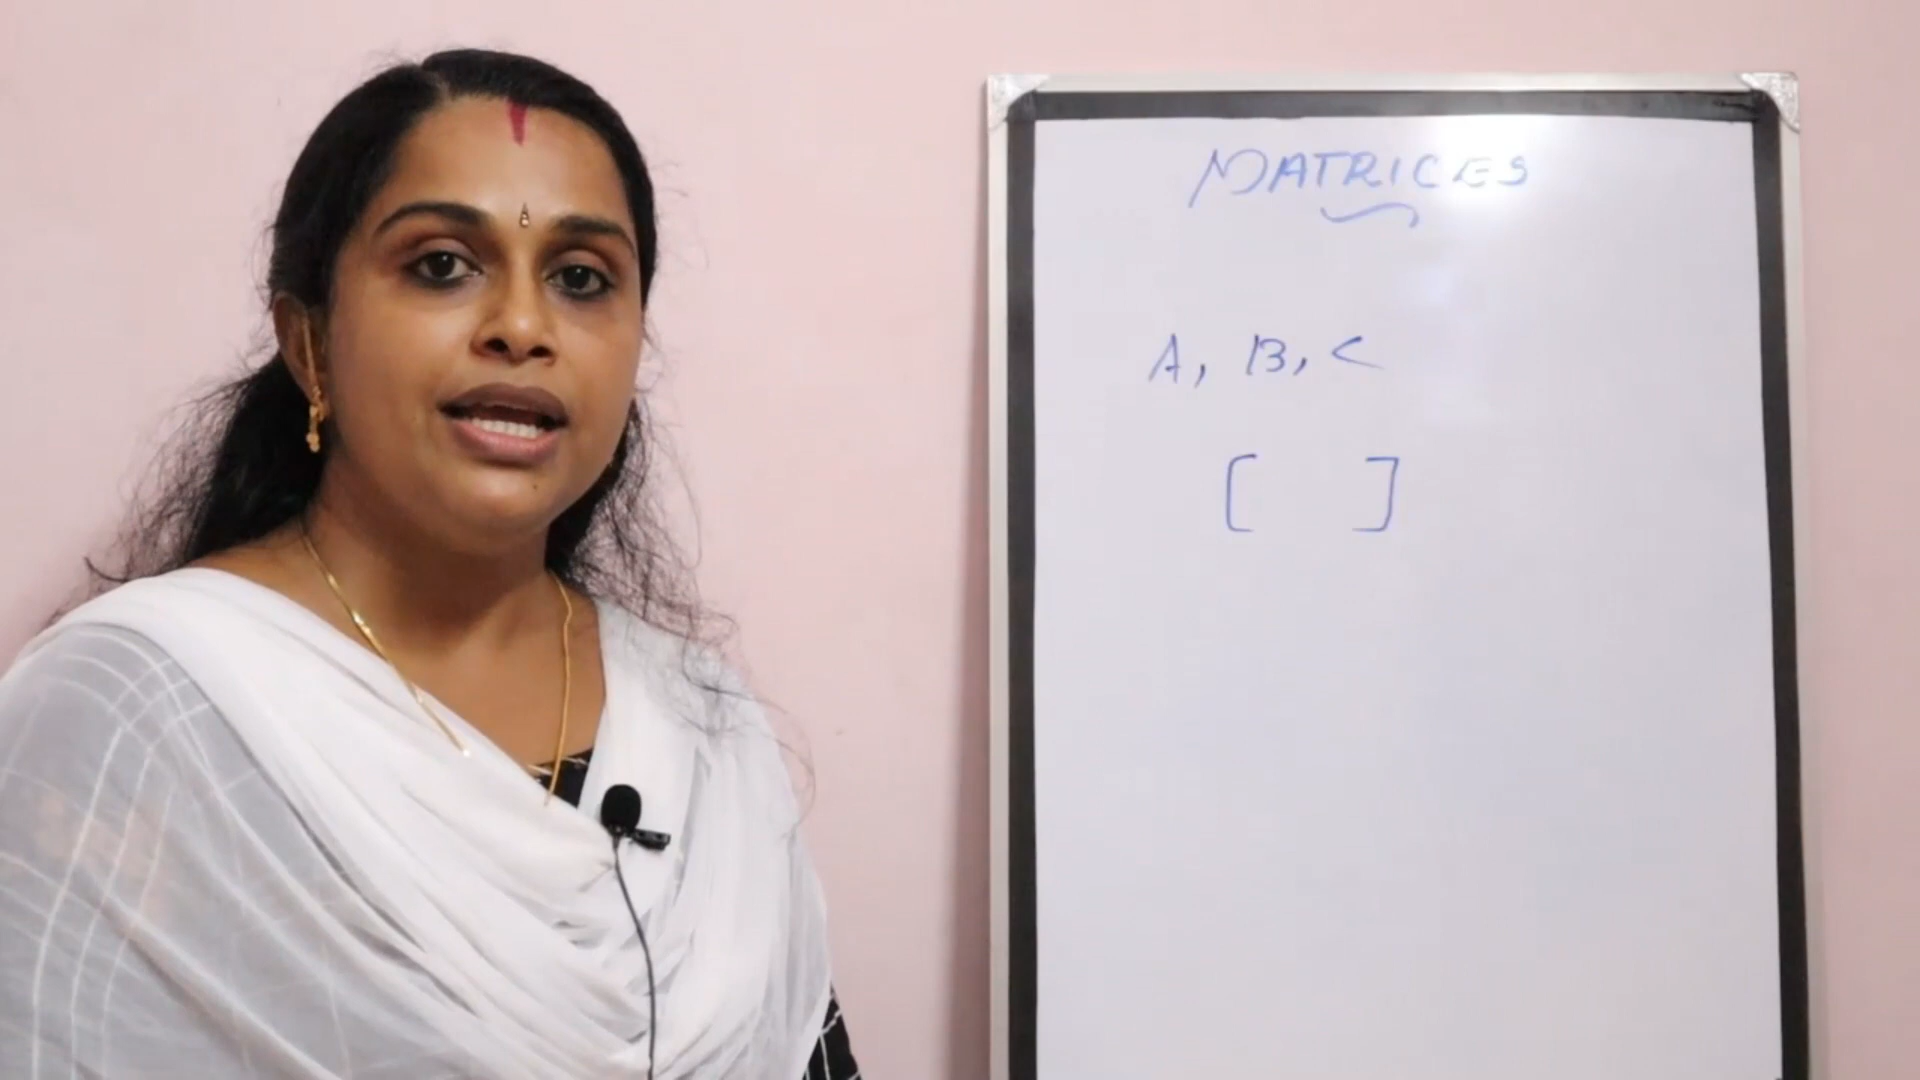 MATRICES
A, B, C
[ ]